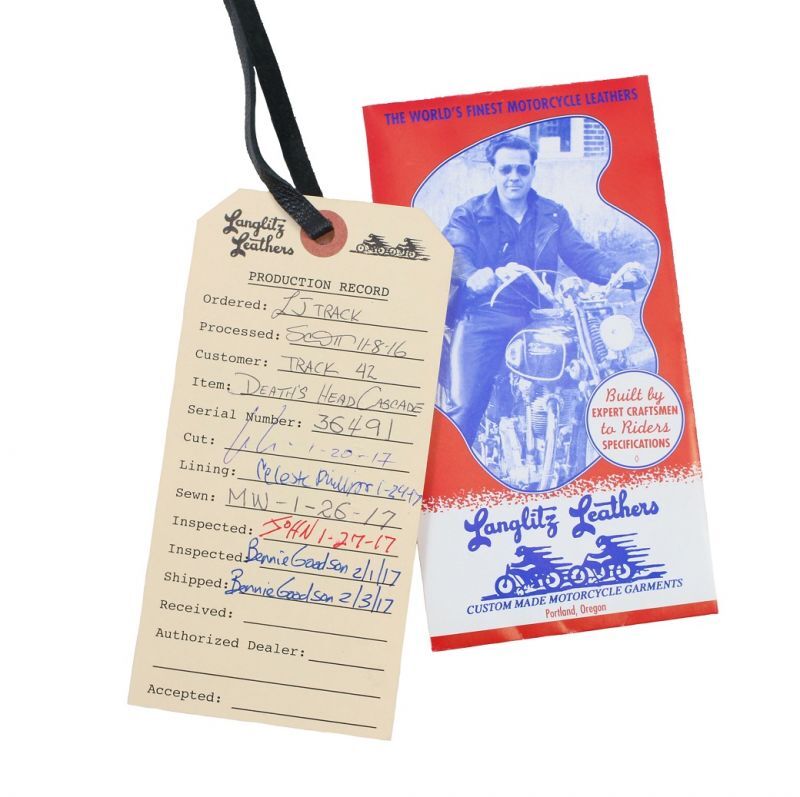 Langlitz
Leathers
PRODUCTION RECORD
Ordered: LJ TRACK
Processed: SCOTT 11-8-16
Customer: TRACK 42
Item: DEATH'S HEAD CASCADE
Serial Number: 36491
Cut: 1-20-17
Lining: Celeste 1-24-17
Sewn: MW-1-26-17
Inspected: JOHN 1-27-17
Inspected: Bennie Goodson 2/1/17
Shipped: Bennie Goodson 2/3/17
Received:
Authorized Dealer:
Accepted:
THE WORLD'S FINEST MOTORCYCLE LEATHERS
Built by
EXPERT CRAFTSMEN
to Riders
SPECIFICATIONS
Langlitz Leathers
CUSTOM MADE MOTORCYCLE GARMENTS
Portland, Oregon